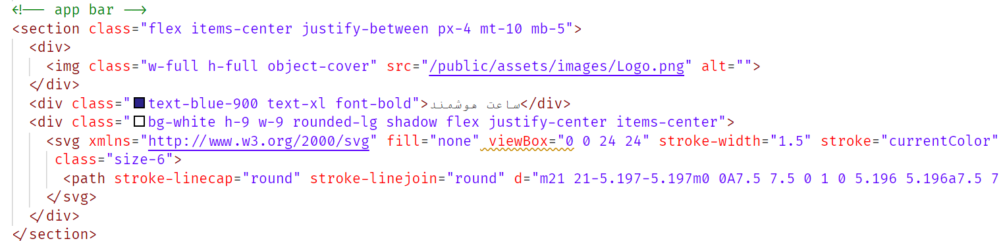 <!-- app bar -->
<section class="flex items-center justify-between px-4 mt-10 mb-5">
<div>
<img class="w-full h-full object-cover" src="/public/assets/images/Logo.png" alt="">
</div>
<div class="text-blue-900 text-xl font-bold">ساعت هوشمند</div>
<div class="bg-white h-9 w-9 rounded-lg shadow flex justify-center items-center">
<svg xmlns="http://www.w3.org/2000/svg" fill="none" viewBox="0 0 24 24" stroke-width="1.5" stroke="currentColor"
class="size-6">
<path stroke-linecap="round" stroke-linejoin="round" d="m21 21-5.197-5.197m0 0A7.5 7.5 0 1 0 5.196 5.196a7.5 7
</svg>
</div>
</section>